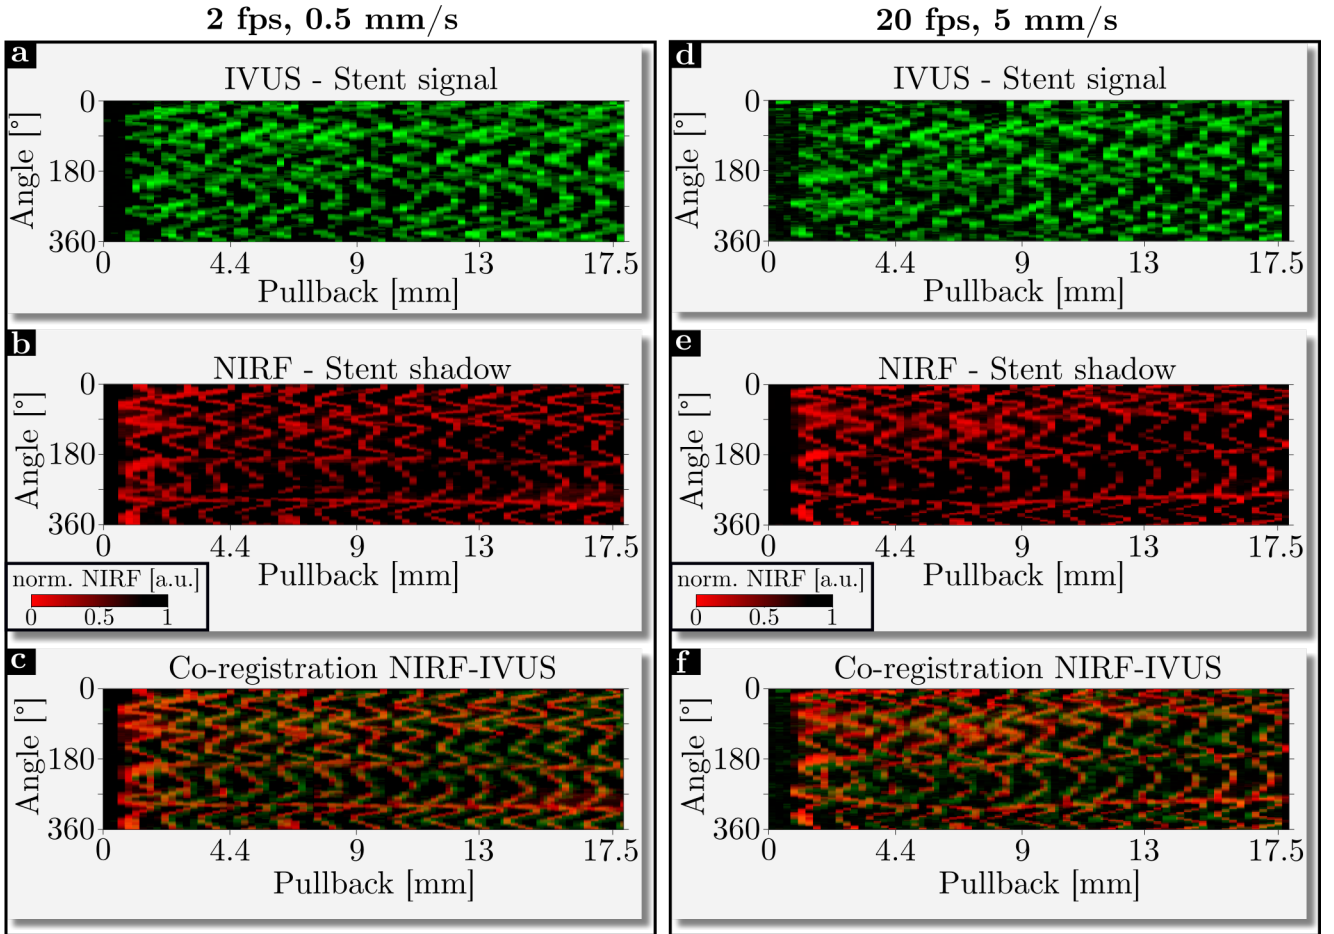 2 fps, 0.5 mm/s
a
IVUS - Stent signal
0
180
360
Angle [°]
0 4.4 9 13 17.5
Pullback [mm]
b
NIRF - Stent shadow
0
180
360
Angle [°]
0 4.4 9 13 17.5
Pullback [mm]
norm. NIRF [a.u.]
0 0.5 1
c
Co-registration NIRF-IVUS
0
180
360
Angle [°]
0 4.4 9 13 17.5
Pullback [mm]
20 fps, 5 mm/s
d
IVUS - Stent signal
0
180
360
Angle [°]
0 4.4 9 13 17.5
Pullback [mm]
e
NIRF - Stent shadow
0
180
360
Angle [°]
0 4.4 9 13 17.5
Pullback [mm]
norm. NIRF [a.u.]
0 0.5 1
f
Co-registration NIRF-IVUS
0
180
360
Angle [°]
0 4.4 9 13 17.5
Pullback [mm]